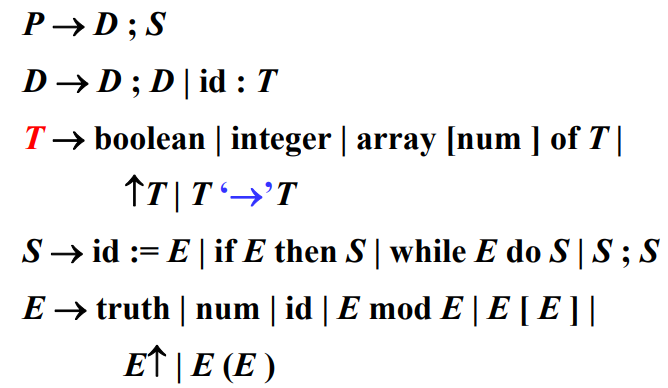 P → D ; S
D → D ; D | id : T
T → boolean | integer | array [num ] of T |
↑T | T ‘→’ T
S → id := E | if E then S | while E do S | S ; S
E → truth | num | id | E mod E | E [ E ] |
E↑ | E (E )